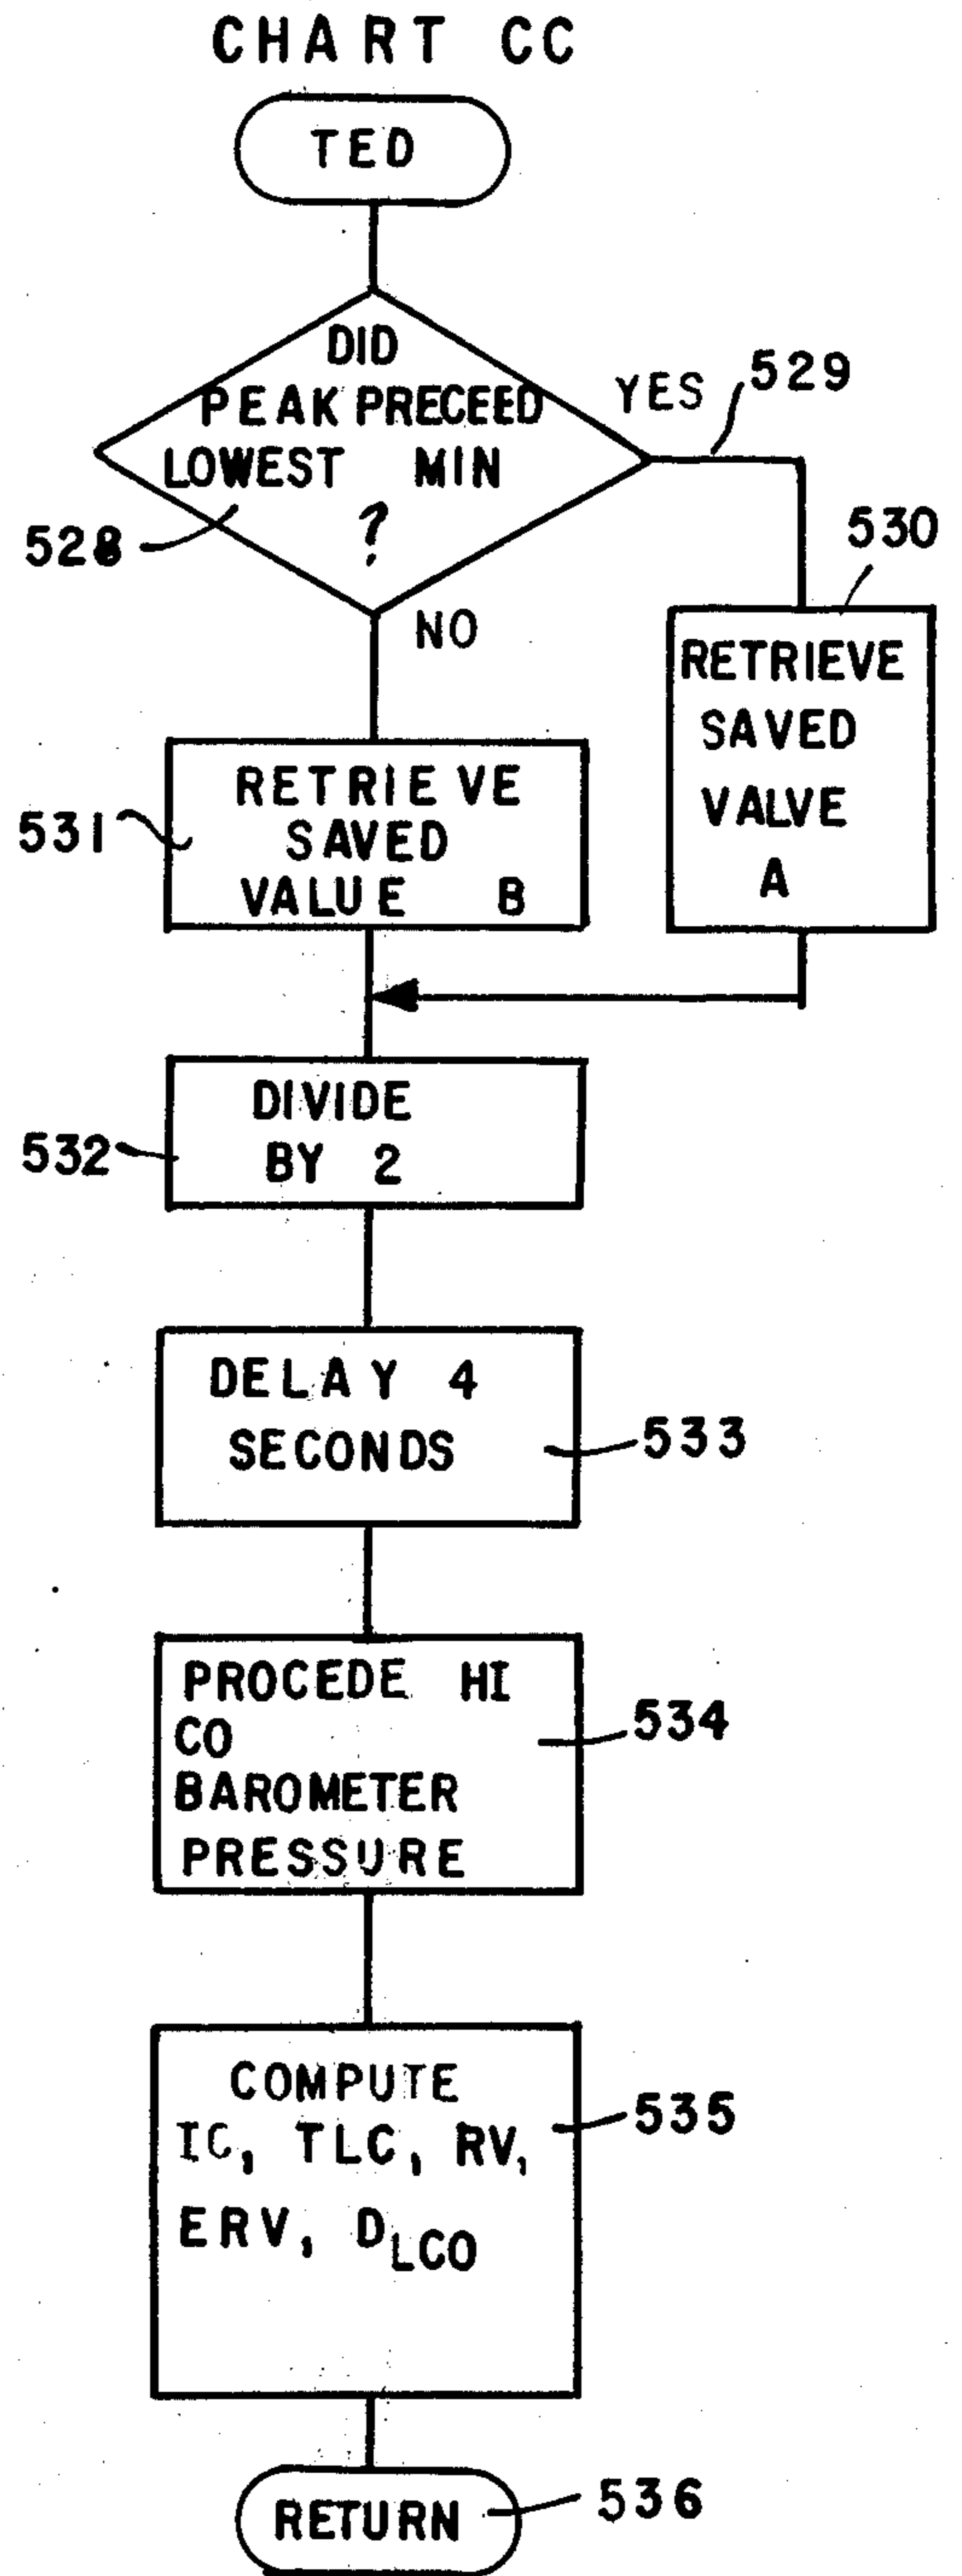 CHART CC
TED
DID
PEAK PRECEED
LOWEST MIN
?
528
YES
529
NO
530
RETRIEVE
SAVED
VALVE
A
RETRIEVE
SAVED
VALUE B
531
DIVIDE
BY 2
532
DELAY 4
SECONDS
533
PROCEDE HI
CO
BAROMETER
PRESSURE
534
COMPUTE
IC, TLC, RV,
ERV, DLCO
535
RETURN
536